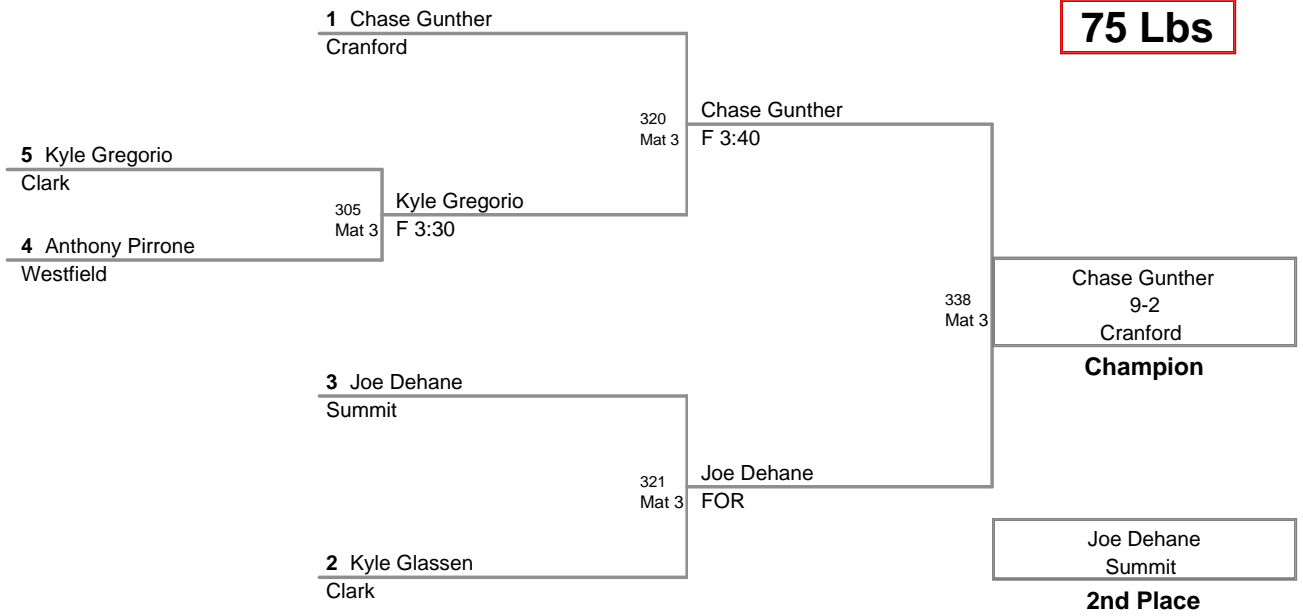 75 Lbs
1 Chase Gunther
Cranford
320
Mat 3
Chase Gunther
F 3:40
5 Kyle Gregorio
Clark
305
Mat 3
Kyle Gregorio
F 3:30
4 Anthony Pirrone
Westfield
338
Mat 3
Chase Gunther
9-2
Cranford
Champion
3 Joe Dehane
Summit
321
Mat 3
Joe Dehane
FOR
2 Kyle Glassen
Clark
Joe Dehane
Summit
2nd Place